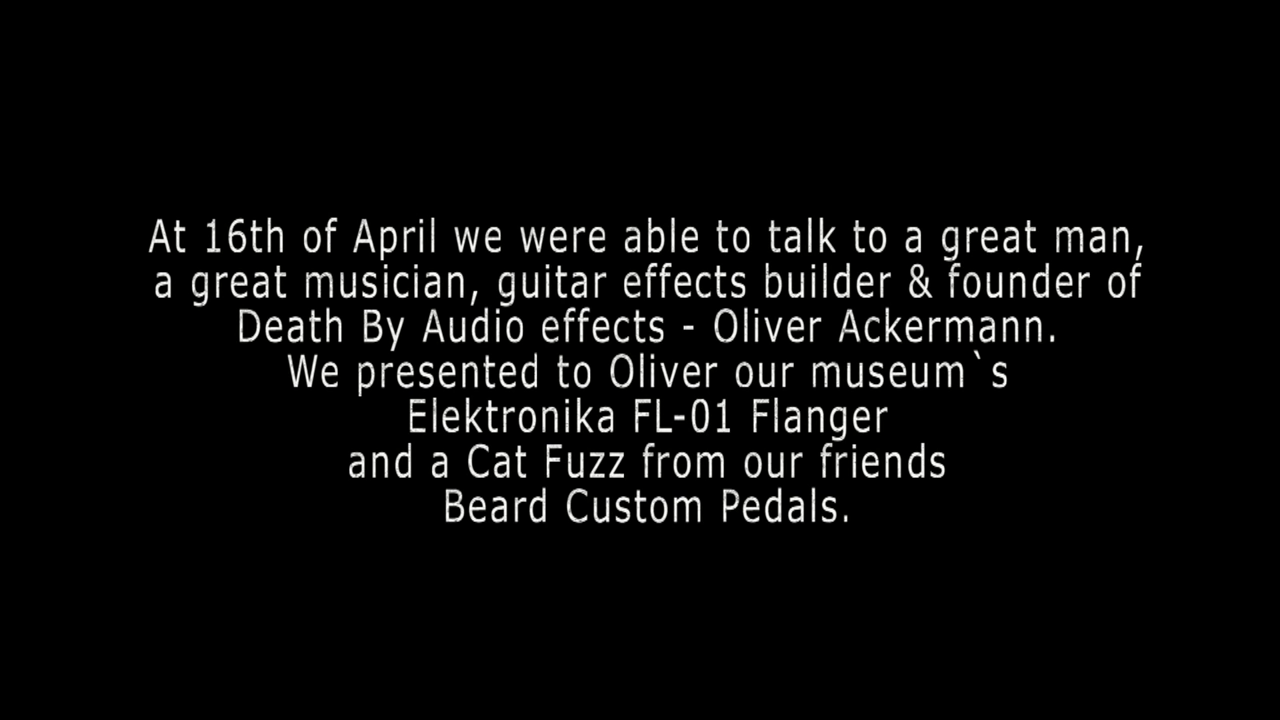 At 16th of April we were able to talk to a great man,
a great musician, guitar effects builder & founder of
Death By Audio effects - Oliver Ackermann.
We presented to Oliver our museum`s
Elektronika FL-01 Flanger
and a Cat Fuzz from our friends
Beard Custom Pedals.